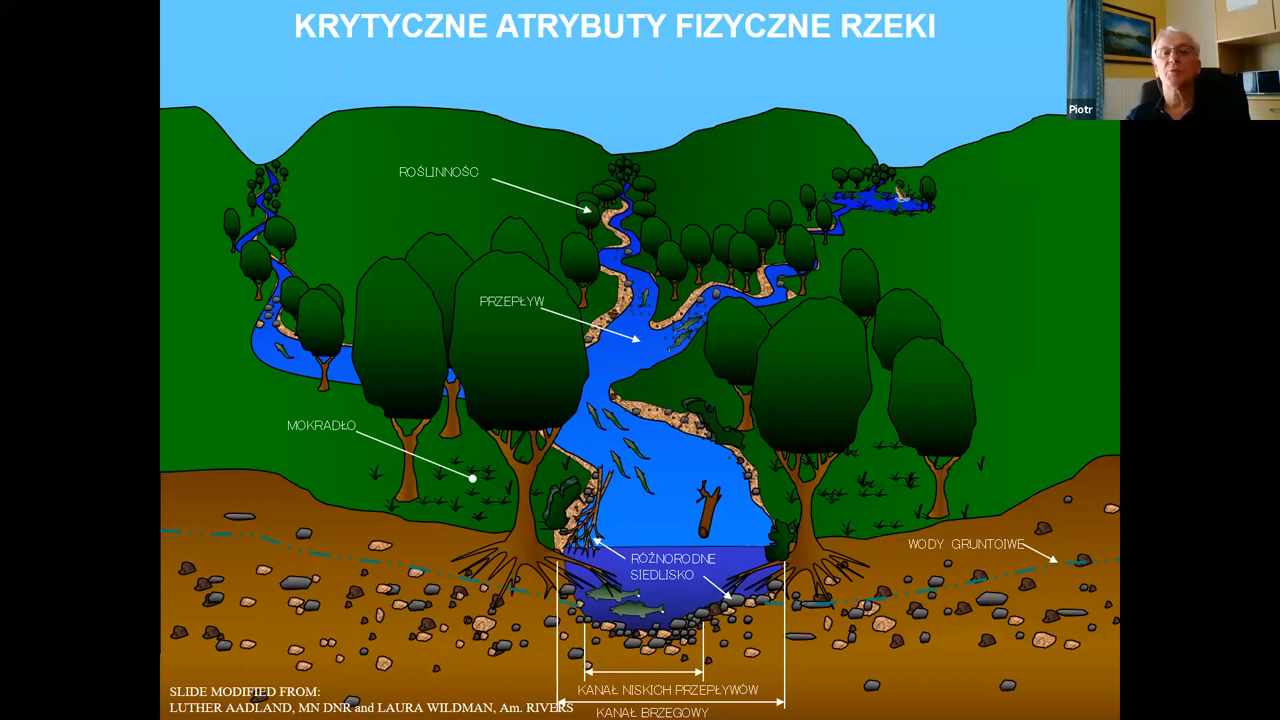 KRYTYCZNE ATRYBUTY FIZYCZNE RZEKI
Piotr
ROŚLINNOŚC
PRZEPŁYW
MOKRADŁO
WODY GRUNTOIWE
RÓŻNORODNE
SIEDLISKO
KANAŁ NISKICH PRZEPŁYWÓW
KANAŁ BRZEGOWY
SLIDE MODIFIED FROM:
LUTHER AADLAND, MN DNR and LAURA WILDMAN, Am. RIVERS